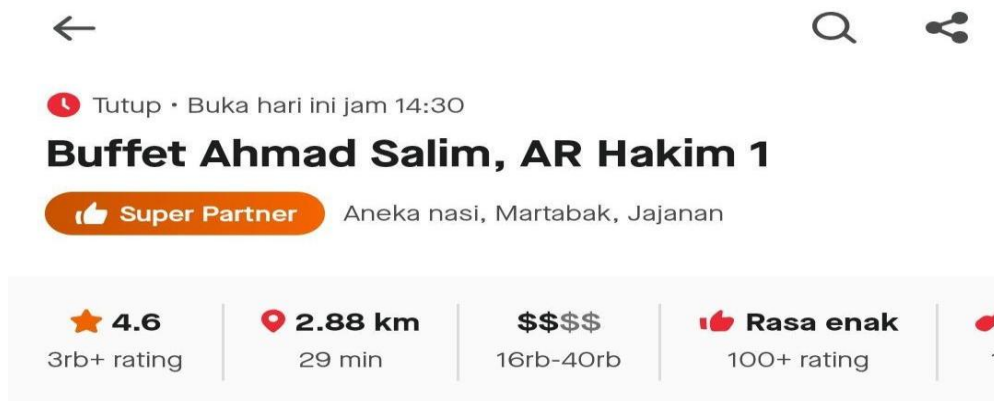 Tutup • Buka hari ini jam 14:30
Buffet Ahmad Salim, AR Hakim 1
Super Partner Aneka nasi, Martabak, Jajanan
4.6 2.88 km $$$$ Rasa enak
3rb+ rating 29 min 16rb-40rb 100+ rating